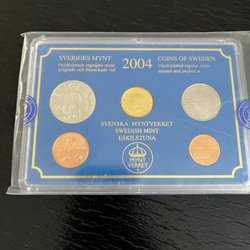 SVERIGES MYNT
2004
COINS OF SWEDEN
Uncirculated regular coins
minted and packed at
SVENSKA MYNTVERKET
SWEDISH MINT
ESKILSTUNA
MYNT
VERKET